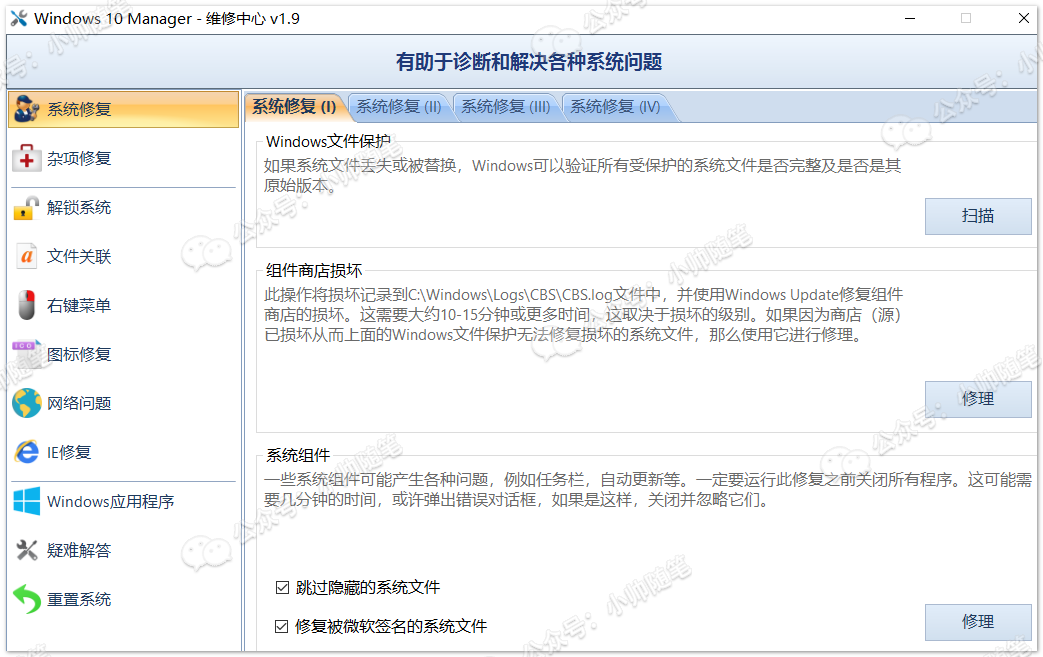 Windows 10 Manager - 维修中心 v1.9
有助于诊断和解决各种系统问题
系统修复
杂项修复
解锁系统
文件关联
右键菜单
ICO
图标修复
网络问题
IE修复
Windows应用程序
疑难解答
重置系统
系统修复 (I)
系统修复 (II)
系统修复 (III)
系统修复 (IV)
Windows文件保护
如果系统文件丢失或被替换，Windows可以验证所有受保护的系统文件是否完整及是否是其
原始版本。
扫描
组件商店损坏
此操作将损坏记录到C:\Windows\Logs\CBS\CBS.log文件中，并使用Windows Update修复组件
商店的损坏。这需要大约10-15分钟或更多时间，这取决于损坏的级别。如果因为商店（源）
已损坏从而上面的Windows文件保护无法修复损坏的系统文件，那么使用它进行修理。
修理
系统组件
一些系统组件可能产生各种问题，例如任务栏，自动更新等。一定要运行此修复之前关闭所有程序。这可能需
要几分钟的时间，或许弹出错误对话框，如果是这样，关闭并忽略它们。
跳过隐藏的系统文件
修复被微软签名的系统文件
修理
公众号：小帅随笔